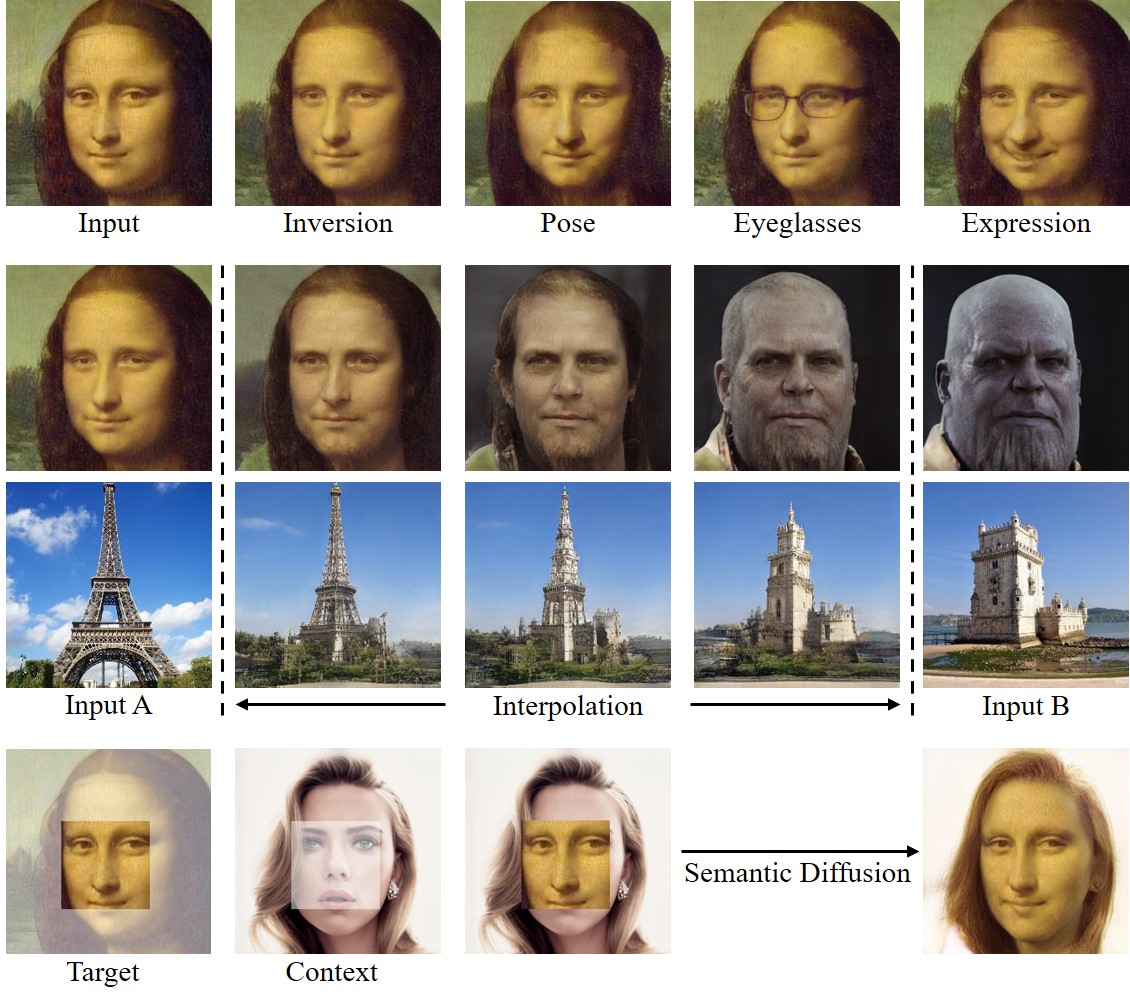 Input
Inversion
Pose
Eyeglasses
Expression
Input A
Interpolation
Input B
Semantic Diffusion
Target
Context